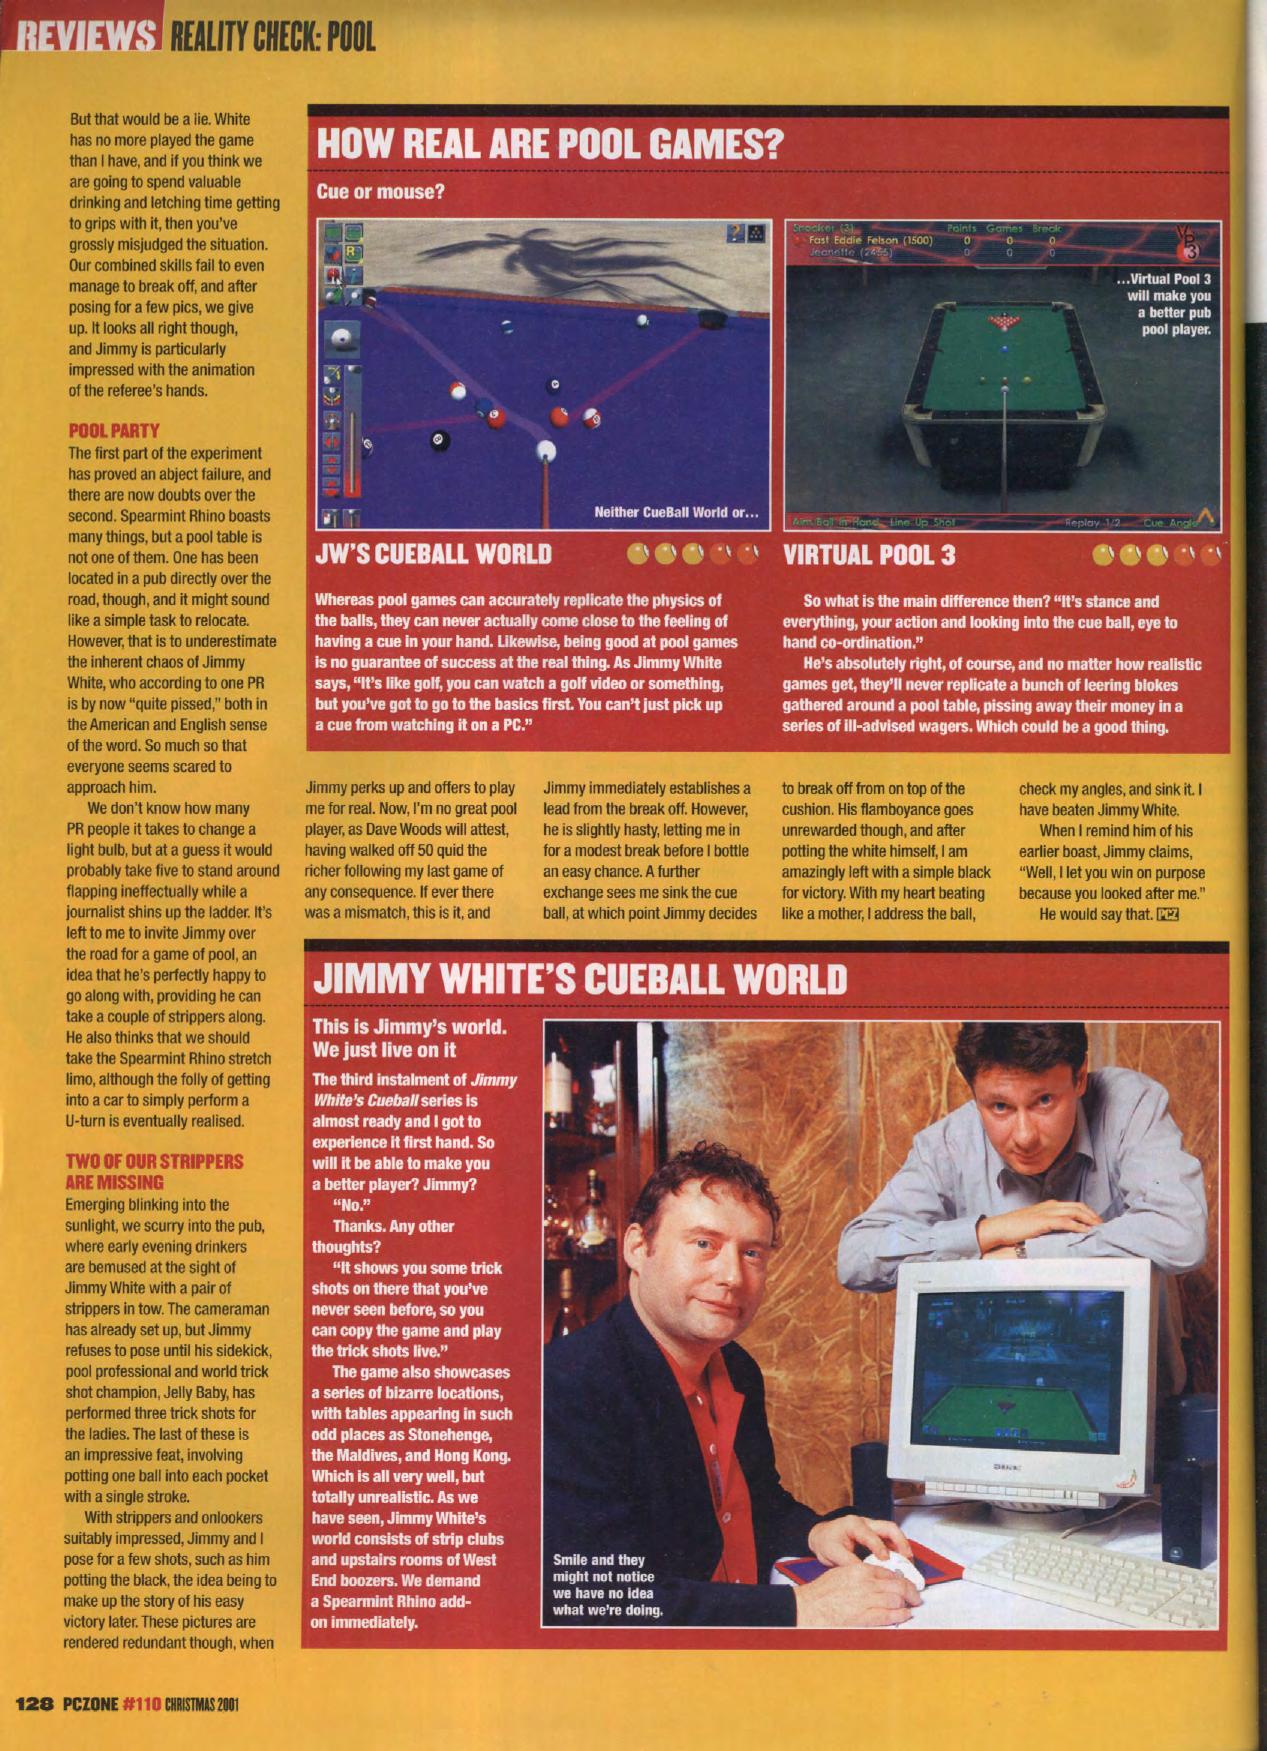 REVIEWS REALITY CHECK: POOL
But that would be a lie. White
has no more played the game
than I have, and if you think we
are going to spend valuable
drinking and letching time getting
to grips with it, then you've
grossly misjudged the situation.
Our combined skills fail to even
manage to break off, and after
posing for a few pics, we give
up. It looks all right though,
and Jimmy is particularly
impressed with the animation
of the referee's hands.
POOL PARTY
The first part of the experiment
has proved an abject failure, and
there are now doubts over the
second. Spearmint Rhino boasts
many things, but a pool table is
not one of them. One has been
located in a pub directly over the
road, though, and it might sound
like a simple task to relocate.
However, that is to underestimate
the inherent chaos of Jimmy
White, who according to one PR
is by now "quite pissed," both in
the American and English sense
of the word. So much so that
everyone seems scared to
approach him.
We don't know how many
PR people it takes to change a
light bulb, but at a guess it would
probably take five to stand around
flapping ineffectually while a
journalist shins up the ladder. It's
left to me to invite Jimmy over
the road for a game of pool, an
idea that he's perfectly happy to
go along with, providing he can
take a couple of strippers along.
He also thinks that we should
take the Spearmint Rhino stretch
limo, although the folly of getting
into a car to simply perform a
U-turn is eventually realised.
TWO OF OUR STRIPPERS
ARE MISSING
Emerging blinking into the
sunlight, we scurry into the pub,
where early evening drinkers
are bemused at the sight of
Jimmy White with a pair of
strippers in tow. The cameraman
has already set up, but Jimmy
refuses to pose until his sidekick,
pool professional and world trick
shot champion, Jelly Baby, has
performed three trick shots for
the ladies. The last of these is
an impressive feat, involving
potting one ball into each pocket
with a single stroke.
With strippers and onlookers
suitably impressed, Jimmy and I
pose for a few shots, such as him
potting the black, the idea being to
make up the story of his easy
victory later. These pictures are
rendered redundant though, when
HOW REAL ARE POOL GAMES?
Cue or mouse?
Neither CueBall World or...
Snooker (3) Points Games Break
Fast Eddie Felson (1500) 0 0 0
Jeanette (2455) 0 0 0
VP3
...Virtual Pool 3
will make you
a better pub
pool player.
Aim Ball in Hand Line Up Shot Replay 1/2 Cue Angle
JW'S CUEBALL WORLD
Whereas pool games can accurately replicate the physics of
the balls, they can never actually come close to the feeling of
having a cue in your hand. Likewise, being good at pool games
is no guarantee of success at the real thing. As Jimmy White
says, "It's like golf, you can watch a golf video or something,
but you've got to go to the basics first. You can't just pick up
a cue from watching it on a PC."
VIRTUAL POOL 3
So what is the main difference then? "It's stance and
everything, your action and looking into the cue ball, eye to
hand co-ordination."
He's absolutely right, of course, and no matter how realistic
games get, they'll never replicate a bunch of leering blokes
gathered around a pool table, pissing away their money in a
series of ill-advised wagers. Which could be a good thing.
Jimmy perks up and offers to play
me for real. Now, I'm no great pool
player, as Dave Woods will attest,
having walked off 50 quid the
richer following my last game of
any consequence. If ever there
was a mismatch, this is it, and
Jimmy immediately establishes a
lead from the break off. However,
he is slightly hasty, letting me in
for a modest break before I bottle
an easy chance. A further
exchange sees me sink the cue
ball, at which point Jimmy decides
to break off from on top of the
cushion. His flamboyance goes
unrewarded though, and after
potting the white himself, I am
amazingly left with a simple black
for victory. With my heart beating
like a mother, I address the ball,
check my angles, and sink it. I
have beaten Jimmy White.
When I remind him of his
earlier boast, Jimmy claims,
"Well, I let you win on purpose
because you looked after me."
He would say that. PCZ
JIMMY WHITE'S CUEBALL WORLD
This is Jimmy's world.
We just live on it
The third instalment of Jimmy
White's Cueball series is
almost ready and I got to
experience it first hand. So
will it be able to make you
a better player? Jimmy?
"No."
Thanks. Any other
thoughts?
"It shows you some trick
shots on there that you've
never seen before, so you
can copy the game and play
the trick shots live."
The game also showcases
a series of bizarre locations,
with tables appearing in such
odd places as Stonehenge,
the Maldives, and Hong Kong.
Which is all very well, but
totally unrealistic. As we
have seen, Jimmy White's
world consists of strip clubs
and upstairs rooms of West
End boozers. We demand
a Spearmint Rhino add-
on immediately.
Smile and they
might not notice
we have no idea
what we're doing.
128 PCZONE #110 CHRISTMAS 2001